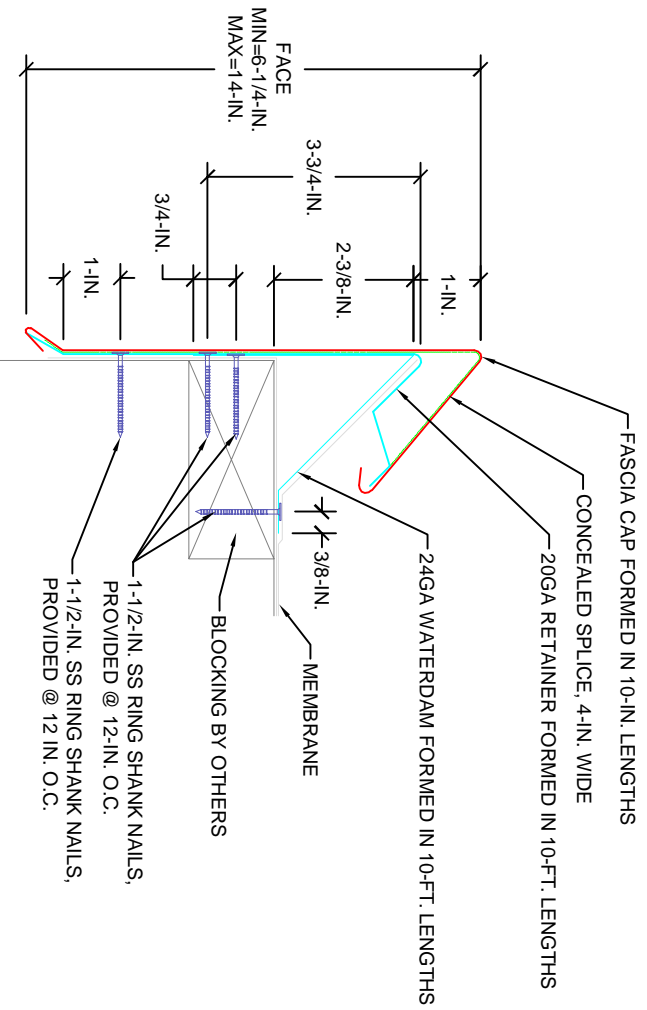 FASCIA CAP FORMED IN 10-IN. LENGTHS
CONCEALED SPLICE, 4-IN. WIDE
20GA RETAINER FORMED IN 10-FT. LENGTHS
24GA WATERDAM FORMED IN 10-FT. LENGTHS
3/8-IN.
MEMBRANE
BLOCKING BY OTHERS
1-1/2-IN. SS RING SHANK NAILS,
PROVIDED @ 12-IN. O.C.
1-1/2-IN. SS RING SHANK NAILS,
PROVIDED @ 12 IN. O.C.
FACE
MIN=6-1/4-IN.
MAX=14-IN.
3-3/4-IN.
3/4-IN.
1-IN.
2-3/8-IN.
1-IN.